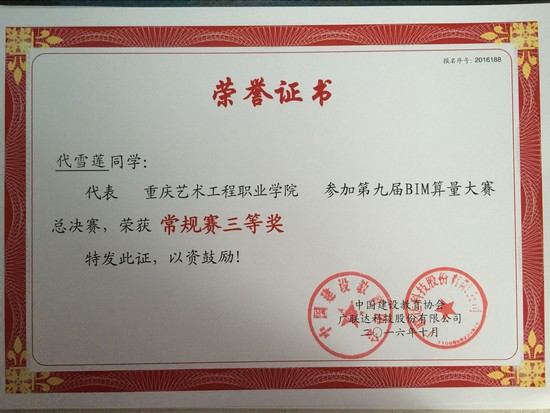 报名序号：2016188
荣誉证书
代雪莲同学：
代表 重庆艺术工程职业学院 参加第九届BIM算量大赛
总决赛，荣获 常规赛三等奖
特发此证，以资鼓励！
中国建设教育协会
广联达科技股份有限公司
二〇一六年十月